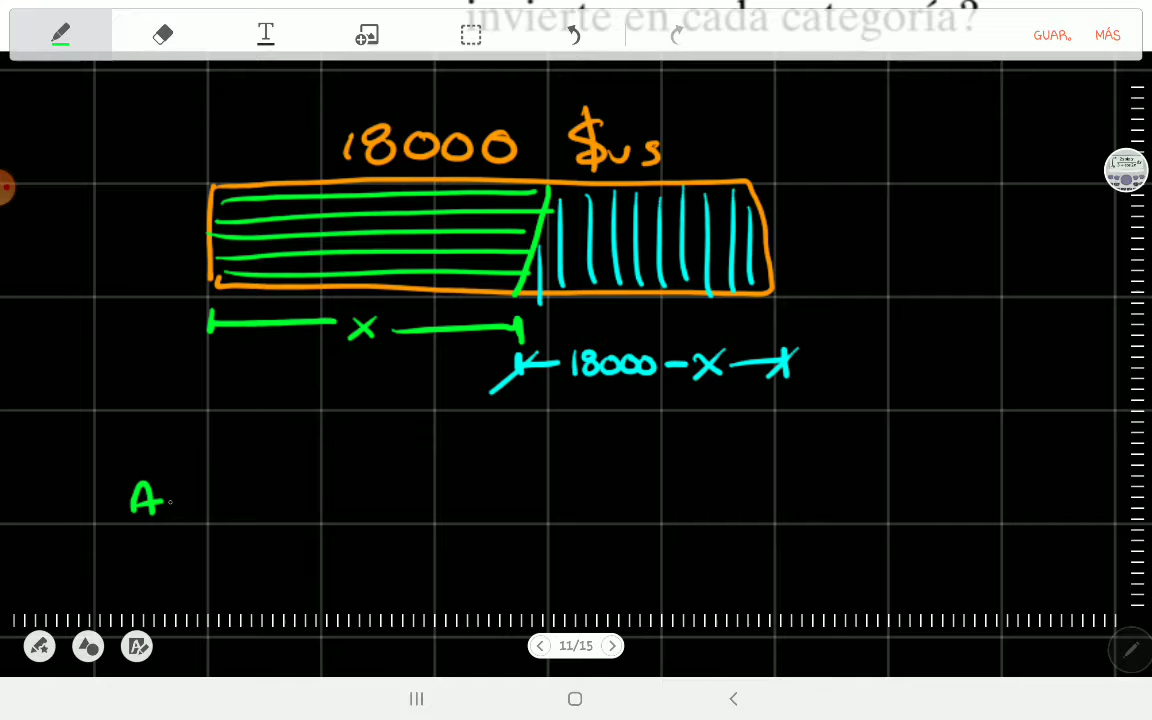 invierte en cada categoría?
T
GUAR. MÁS
18000 $us
x
18000 - x
A
11/15